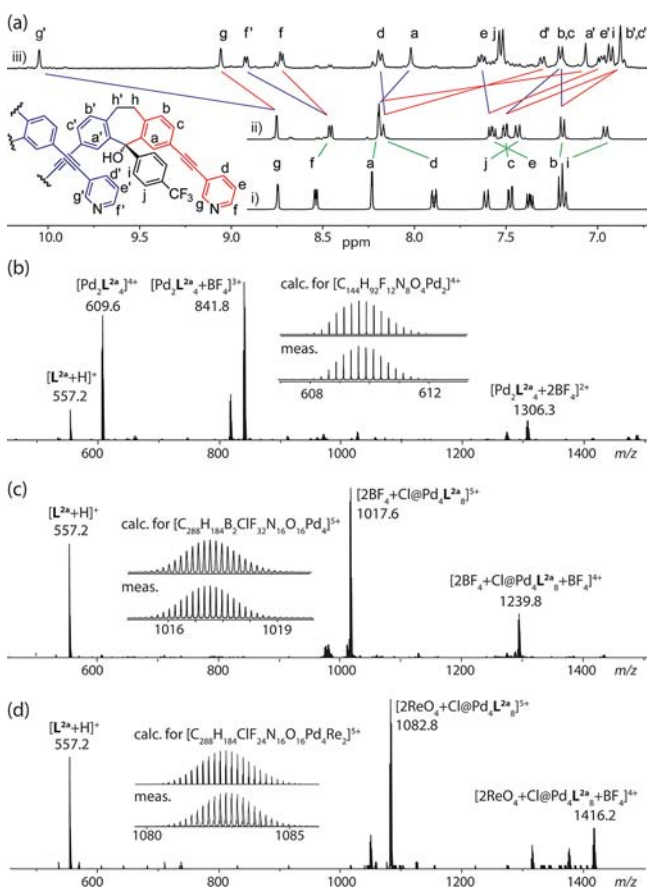 (a)
g' g f' f d a e j d' b,c a' e' i b',c'
iii)
h' h
b' b
c' c
a' a
ii)
HO i
d' d
j
e' CF₃ e
g' f' g f
N N
g f a d j c e b i
i)
10.0 9.5 9.0 8.5 8.0 7.5 7.0
ppm
(b)
[Pd₂L²ᵃ₄]⁴⁺ 609.6
[Pd₂L²ᵃ₄+BF₄]³⁺ 841.8
calc. for [C₁₄₄H₉₂F₁₂N₈O₄Pd₂]⁴⁺
meas.
608 612
[L²ᵃ+H]⁺ 557.2
[Pd₂L²ᵃ₄+2BF₄]²⁺ 1306.3
600 800 1000 1200 1400 m/z
(c)
[L²ᵃ+H]⁺ 557.2
calc. for [C₂₈₈H₁₈₄B₂ClF₃₂N₁₆O₁₆Pd₄]⁵⁺
meas.
1016 1019
[2BF₄+Cl@Pd₄L²ᵃ₈]⁵⁺ 1017.6
[2BF₄+Cl@Pd₄L²ᵃ₈+BF₄]⁴⁺ 1239.8
600 800 1000 1200 1400 m/z
(d)
[L²ᵃ+H]⁺ 557.2
calc. for [C₂₈₈H₁₈₄ClF₂₄N₁₆O₁₆Pd₄Re₂]⁵⁺
meas.
1080 1085
[2ReO₄+Cl@Pd₄L²ᵃ₈]⁵⁺ 1082.8
[2ReO₄+Cl@Pd₄L²ᵃ₈+BF₄]⁴⁺ 1416.2
600 800 1000 1200 1400 m/z